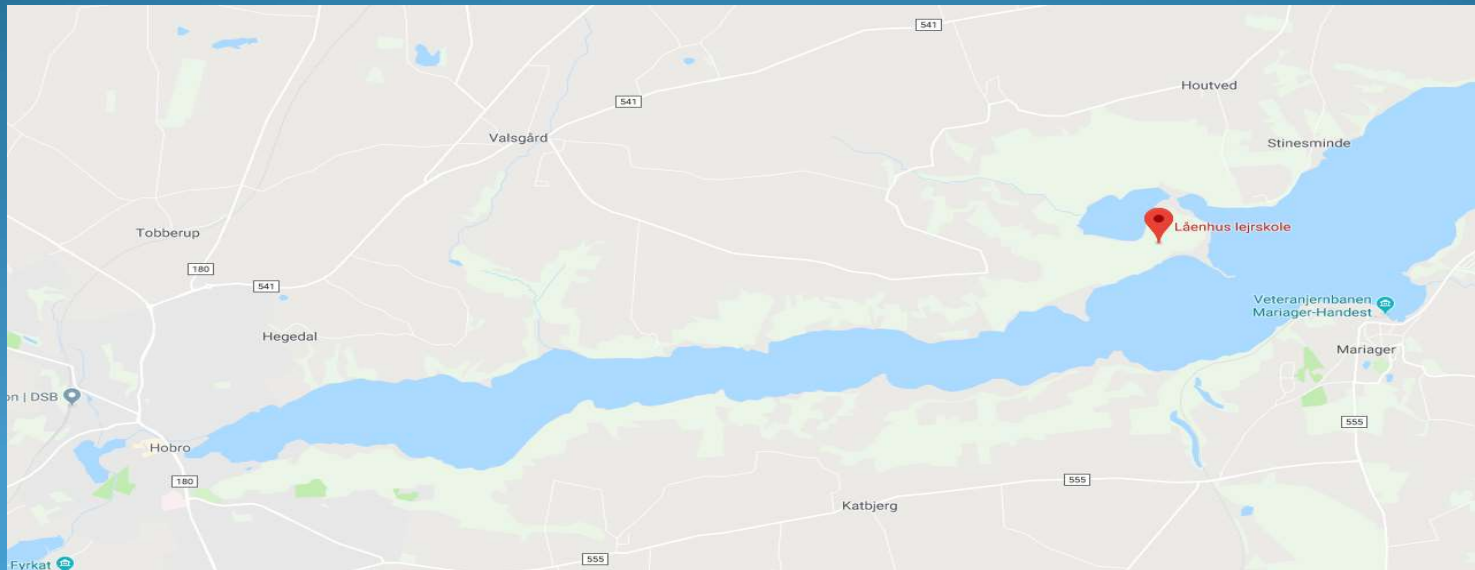 541
Houtved
541
Valsgård
Stinesminde
Låenhus lejrskole
Tobberup
180
541
Veteranjernbanen
Mariager-Handest
Hegedal
Mariager
on | DSB
555
Hobro
180
555
Katbjerg
555
Fyrkat